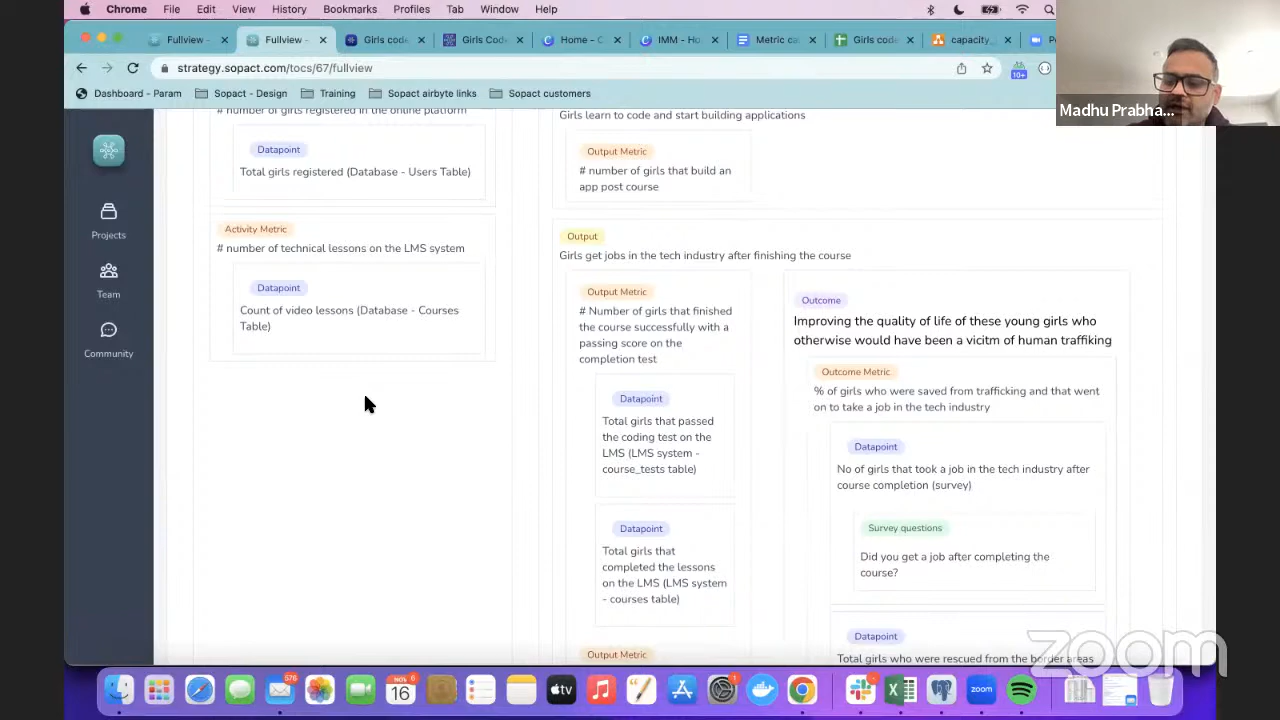 Chrome File Edit View History Bookmarks Profiles Tab Window Help
Fullview - Fullview - Girls code Girls Cod Home – C IMM - Ho Metric ca Girls code capacity_
strategy.sopact.com/tocs/67/fullview
10+
Dashboard - Param Sopact - Design Training Sopact airbyte links Sopact customers
Madhu Prabha...
Projects
Team
Community
# number of girls registered in the online platform
Datapoint
Total girls registered (Database - Users Table)
Activity Metric
# number of technical lessons on the LMS system
Datapoint
Count of video lessons (Database - Courses
Table)
Girls learn to code and start building applications
Output Metric
# number of girls that build an
app post course
Output
Girls get jobs in the tech industry after finishing the course
Output Metric
# Number of girls that finished
the course successfully with a
passing score on the
completion test
Datapoint
Total girls that passed
the coding test on the
LMS (LMS system -
course_tests table)
Datapoint
Total girls that
completed the lessons
on the LMS (LMS system
- courses table)
Output Metric
Outcome
Improving the quality of life of these young girls who
otherwise would have been a vicitm of human traffiking
Outcome Metric
% of girls who were saved from trafficking and that went
on to take a job in the tech industry
Datapoint
No of girls that took a job in the tech industry after
course completion (survey)
Survey questions
Did you get a job after completing the
course?
Datapoint
Total girls who were rescued from the border areas
zoom
576
NOV
16
6
tv
1
zoom